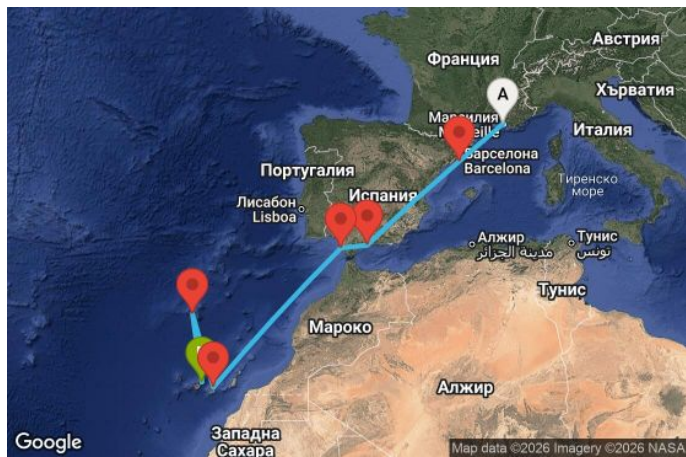 Австрия
Франция
Хърватия
A
Марсилия
Италия
Барселона
Barcelona
Португалия
Тиренско
море
Испания
Лисабон
Lisboa
Алжир
مدينة الجزائر
Тунис
تونس
Тунис
Мароко
Алжир
Западна
Сахара
Google
Map data ©2026 Imagery ©2026 NASA